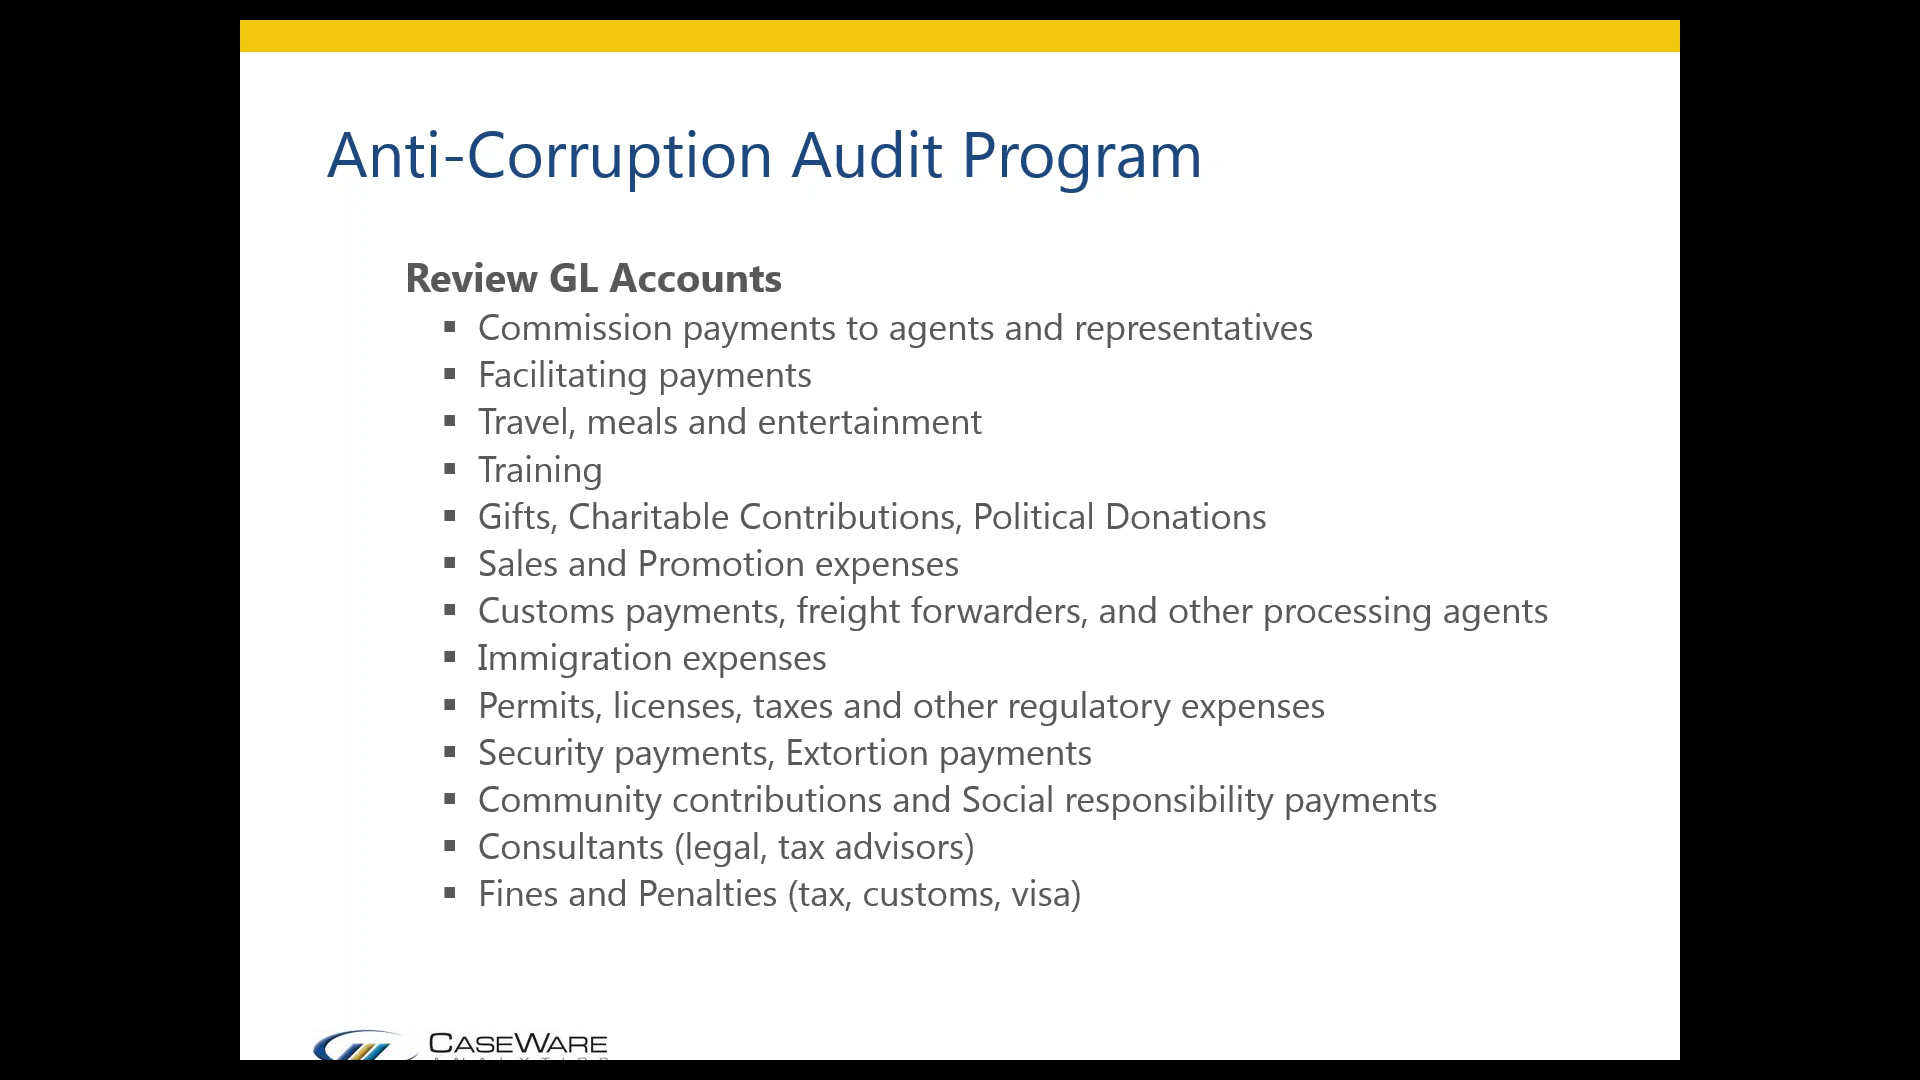 Anti-Corruption Audit Program
Review GL Accounts
▪ Commission payments to agents and representatives
▪ Facilitating payments
▪ Travel, meals and entertainment
▪ Training
▪ Gifts, Charitable Contributions, Political Donations
▪ Sales and Promotion expenses
▪ Customs payments, freight forwarders, and other processing agents
▪ Immigration expenses
▪ Permits, licenses, taxes and other regulatory expenses
▪ Security payments, Extortion payments
▪ Community contributions and Social responsibility payments
▪ Consultants (legal, tax advisors)
▪ Fines and Penalties (tax, customs, visa)
CASEWARE